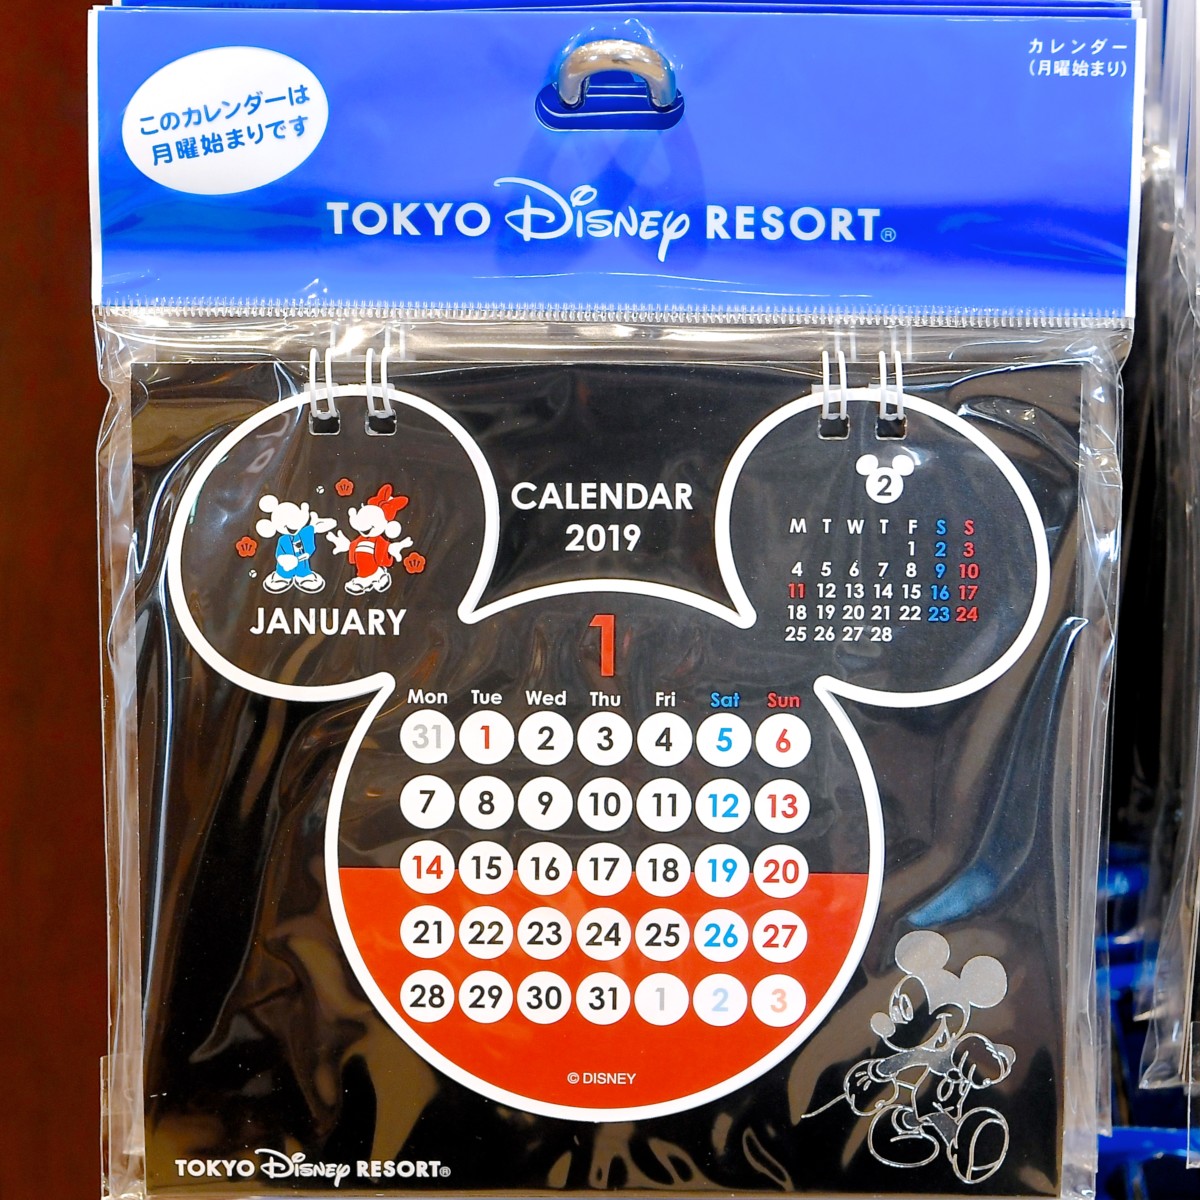 カレンダー
(月曜始まり)
このカレンダーは
月曜始まりです
TOKYO Disney RESORT®
CALENDAR
2019
JANUARY
2
M T W T F S S
1 2 3
4 5 6 7 8 9 10
11 12 13 14 15 16 17
18 19 20 21 22 23 24
25 26 27 28
1
Mon Tue Wed Thu Fri Sat Sun
31 1 2 3 4 5 6
7 8 9 10 11 12 13
14 15 16 17 18 19 20
21 22 23 24 25 26 27
28 29 30 31 1 2 3
© DISNEY
TOKYO Disney RESORT®